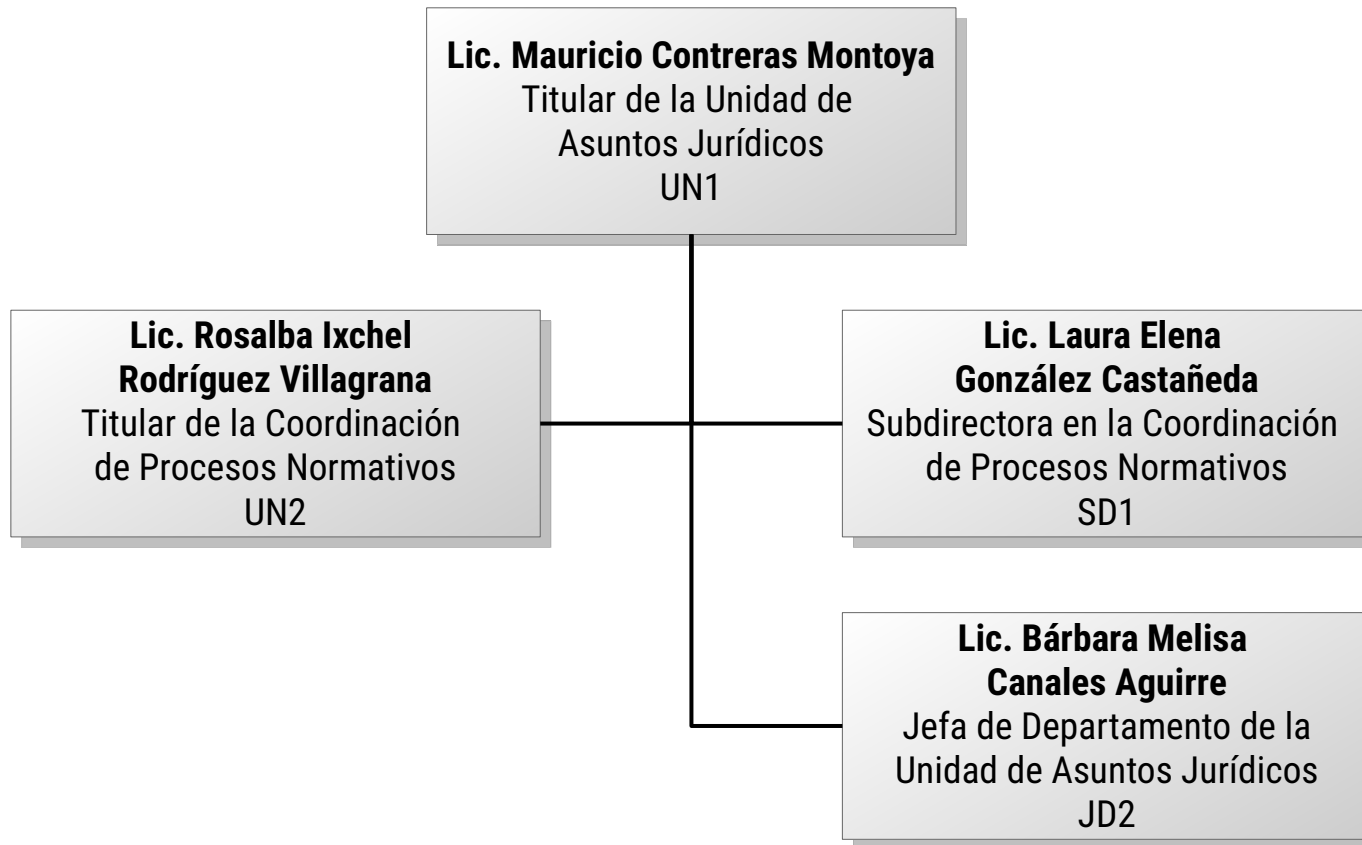 Lic. Mauricio Contreras Montoya
Titular de la Unidad de
Asuntos Jurídicos
UN1
Lic. Rosalba Ixchel
Rodríguez Villagrana
Titular de la Coordinación
de Procesos Normativos
UN2
Lic. Laura Elena
González Castañeda
Subdirectora en la Coordinación
de Procesos Normativos
SD1
Lic. Bárbara Melisa
Canales Aguirre
Jefa de Departamento de la
Unidad de Asuntos Jurídicos
JD2